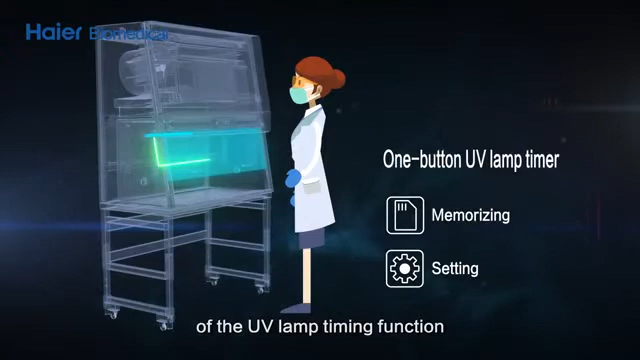 Haier Biomedical
One-button UV lamp timer
Memorizing
Setting
of the UV lamp timing function